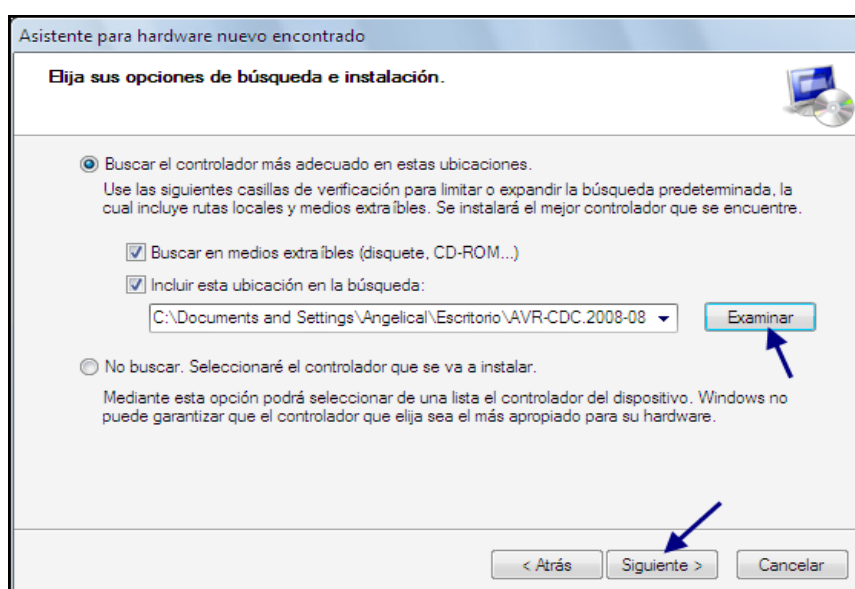 Asistente para hardware nuevo encontrado
Elija sus opciones de búsqueda e instalación.
Buscar el controlador más adecuado en estas ubicaciones.
Use las siguientes casillas de verificación para limitar o expandir la búsqueda predeterminada, la
cual incluye rutas locales y medios extraíbles. Se instalará el mejor controlador que se encuentre.
Buscar en medios extraíbles (disquete, CD-ROM...)
Incluir esta ubicación en la búsqueda:
C:\Documents and Settings\Angelical\Escritorio\AVR-CDC.2008-08
Examinar
No buscar. Seleccionaré el controlador que se va a instalar.
Mediante esta opción podrá seleccionar de una lista el controlador del dispositivo. Windows no
puede garantizar que el controlador que elija sea el más apropiado para su hardware.
< Atrás
Siguiente >
Cancelar